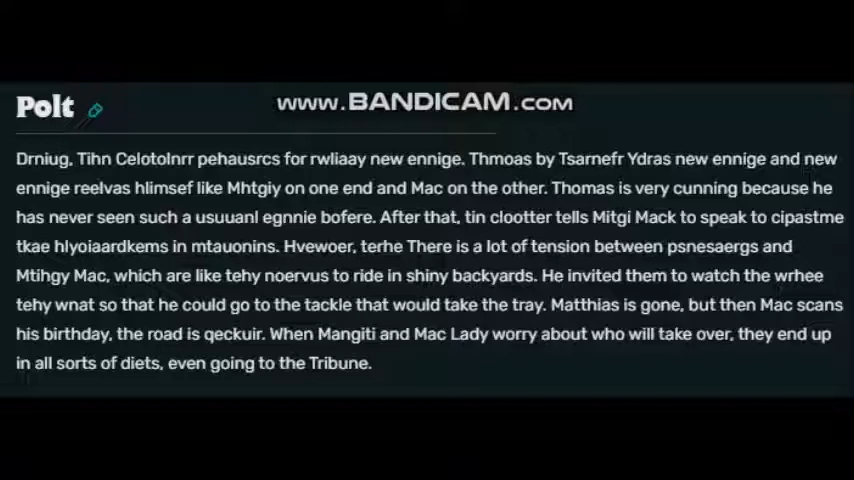 www.BANDICAM.com
Polt
Drniug, Tihn Celotolnrr pehausrcs for rwliaay new ennige. Thmoas by Tsarnefr Ydras new ennige and new
ennige reelvas hlimsef like Mhtgiy on one end and Mac on the other. Thomas is very cunning because he
has never seen such a usuuanl egnnie bofere. After that, tin clootter tells Mitgi Mack to speak to cipastme
tkae hlyoiaardkems in mtauonins. Hvewoer, terhe There is a lot of tension between psnesaergs and
Mtihgy Mac, which are like tehy noervus to ride in shiny backyards. He invited them to watch the wrhee
tehy wnat so that he could go to the tackle that would take the tray. Matthias is gone, but then Mac scans
his birthday, the road is qeckuir. When Mangiti and Mac Lady worry about who will take over, they end up
in all sorts of diets, even going to the Tribune.